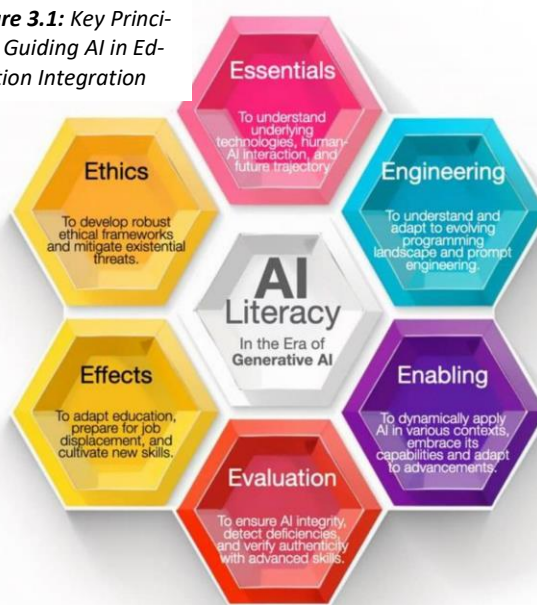 ure 3.1: Key Princi-
Guiding AI in Ed-
tion Integration
Essentials
To understand
underlying
technologies, human-
AI interaction, and
future trajectory
Engineering
To understand and
adapt to evolving
programming
landscape and prompt
engineering.
Enabling
To dynamically apply
AI in various contexts,
embrace its
capabilities and adapt
to advancements.
Evaluation
To ensure AI integrity,
detect deficiencies,
and verify authenticity
with advanced skills.
Effects
To adapt education,
prepare for job
displacement, and
cultivate new skills.
Ethics
To develop robust
ethical frameworks
and mitigate existential
threats.
AI
Literacy
In the Era of
Generative AI